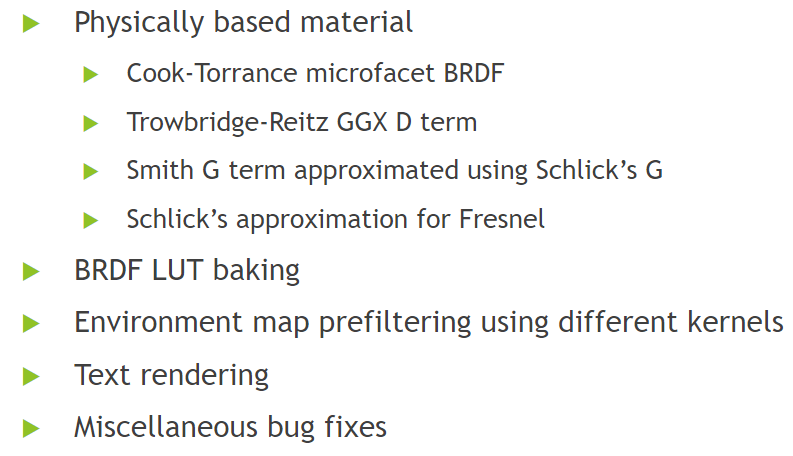 Physically based material
Cook-Torrance microfacet BRDF
Trowbridge-Reitz GGX D term
Smith G term approximated using Schlick’s G
Schlick’s approximation for Fresnel
BRDF LUT baking
Environment map prefiltering using different kernels
Text rendering
Miscellaneous bug fixes